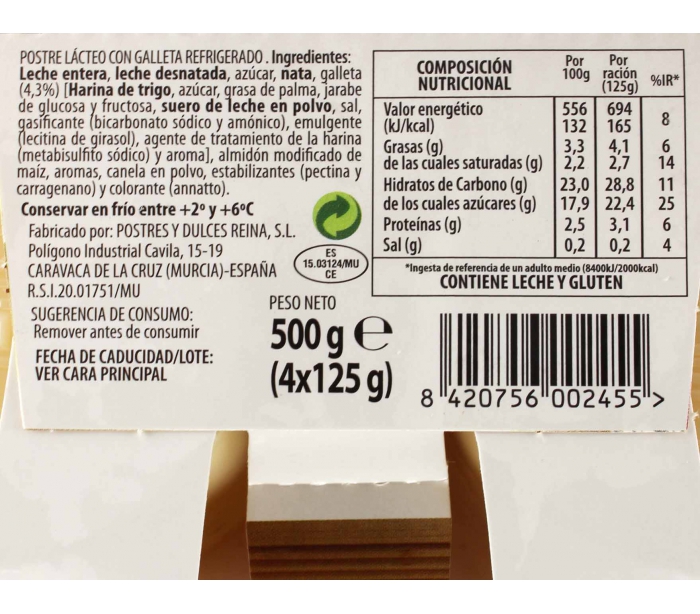 POSTRE LÁCTEO CON GALLETA REFRIGERADO . Ingredientes:
Leche entera, leche desnatada, azúcar, nata, galleta
(4,3%) [Harina de trigo, azúcar, grasa de palma, jarabe
de glucosa y fructosa, suero de leche en polvo, sal,
gasificante (bicarbonato sódico y amónico), emulgente
(lecitina de girasol), agente de tratamiento de la harina
(metabisulfito sódico) y aroma], almidón modificado de
maíz, aromas, canela en polvo, estabilizantes (pectina y
carragenano) y colorante (annatto).
Conservar en frío entre +2º y +6ºC
Fabricado por: POSTRES Y DULCES REINA, S.L.
Polígono Industrial Cavila, 15-19
CARAVACA DE LA CRUZ (MURCIA)-ESPAÑA
R.S.I.20.01751/MU
ES
15.03124/MU
CE
SUGERENCIA DE CONSUMO:
Remover antes de consumir
FECHA DE CADUCIDAD/LOTE:
VER CARA PRINCIPAL
PESO NETO
500 g e
(4x125 g)
COMPOSICIÓN NUTRICIONAL Por 100g Por ración (125g) %IR*
Valor energético 556 694
(kJ/kcal) 132 165 8
Grasas (g) 3,3 4,1 6
de las cuales saturadas (g) 2,2 2,7 14
Hidratos de Carbono (g) 23,0 28,8 11
de los cuales azúcares (g) 17,9 22,4 25
Proteínas (g) 2,5 3,1 6
Sal (g) 0,2 0,2 4
*Ingesta de referencia de un adulto medio (8400kJ/2000kcal)
CONTIENE LECHE Y GLUTEN
8 420756 002455 >